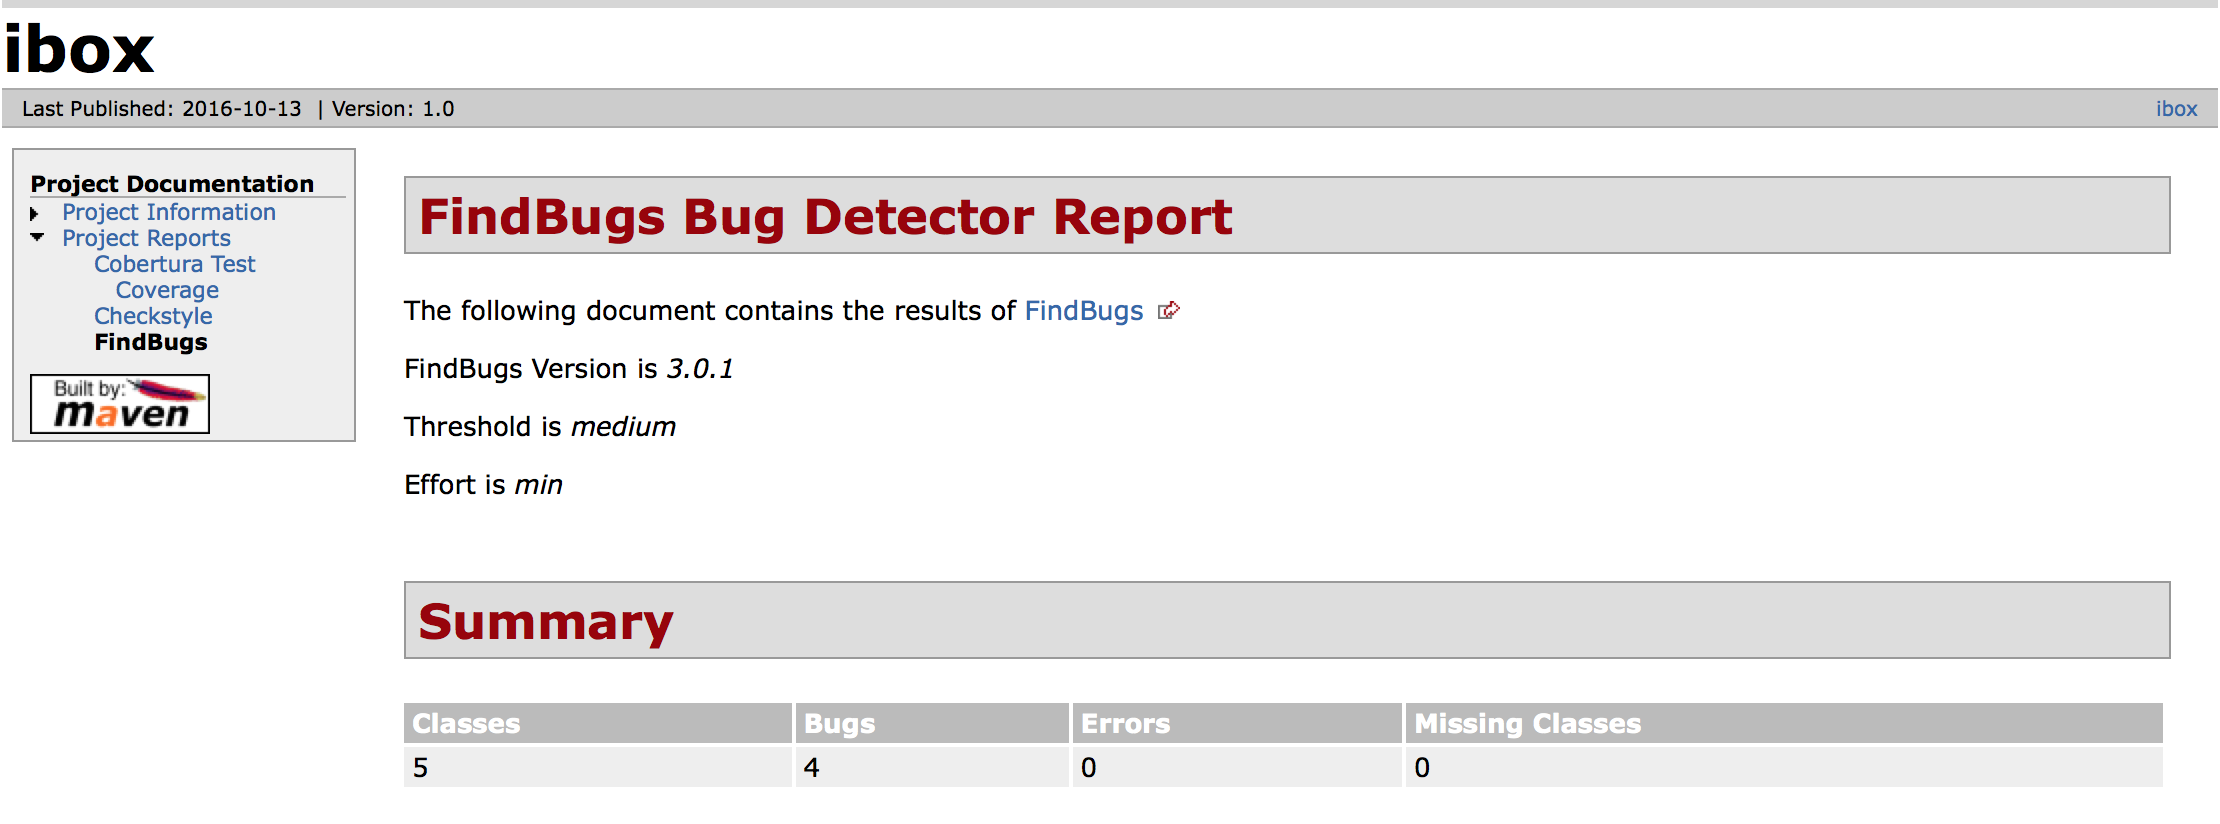 ibox
Last Published: 2016-10-13 | Version: 1.0
ibox
Project Documentation
Project Information
Project Reports
Cobertura Test
Coverage
Checkstyle
FindBugs
Built by:
maven
FindBugs Bug Detector Report
The following document contains the results of FindBugs
FindBugs Version is 3.0.1
Threshold is medium
Effort is min
Summary
Classes Bugs Errors Missing Classes
5 4 0 0